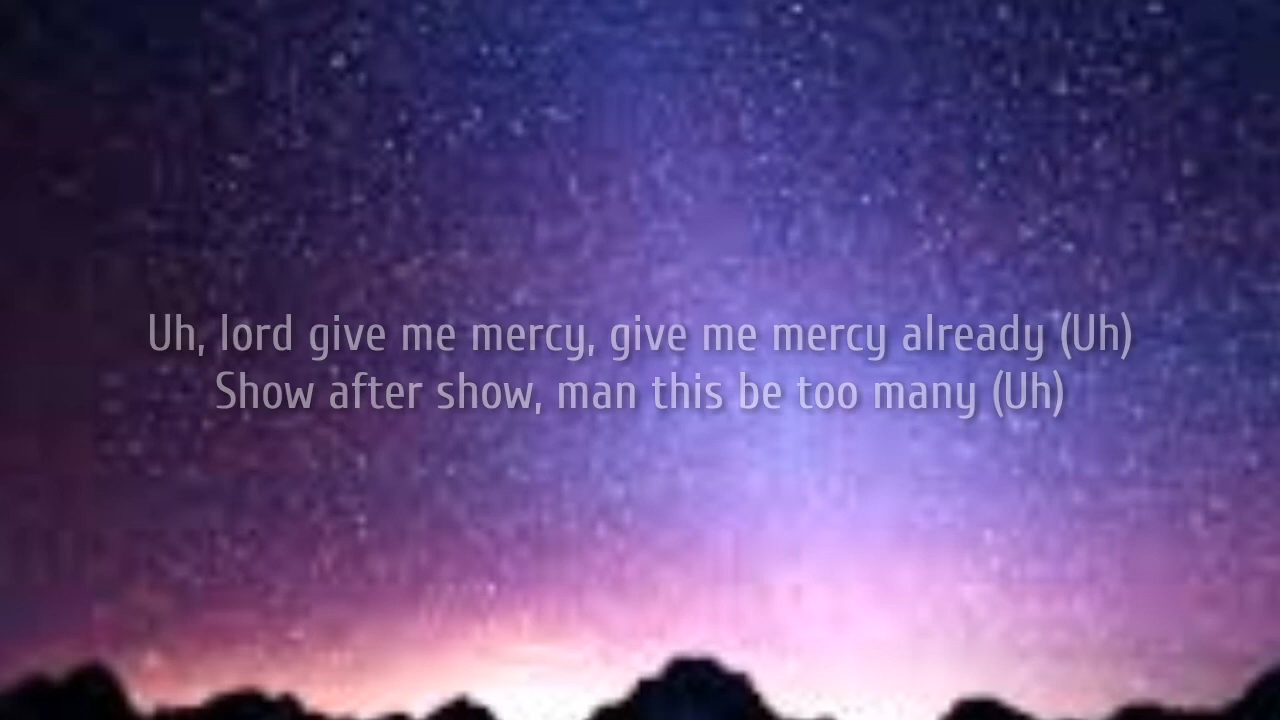 Uh, lord give me mercy, give me mercy already (Uh)
Show after show, man this be too many (Uh)